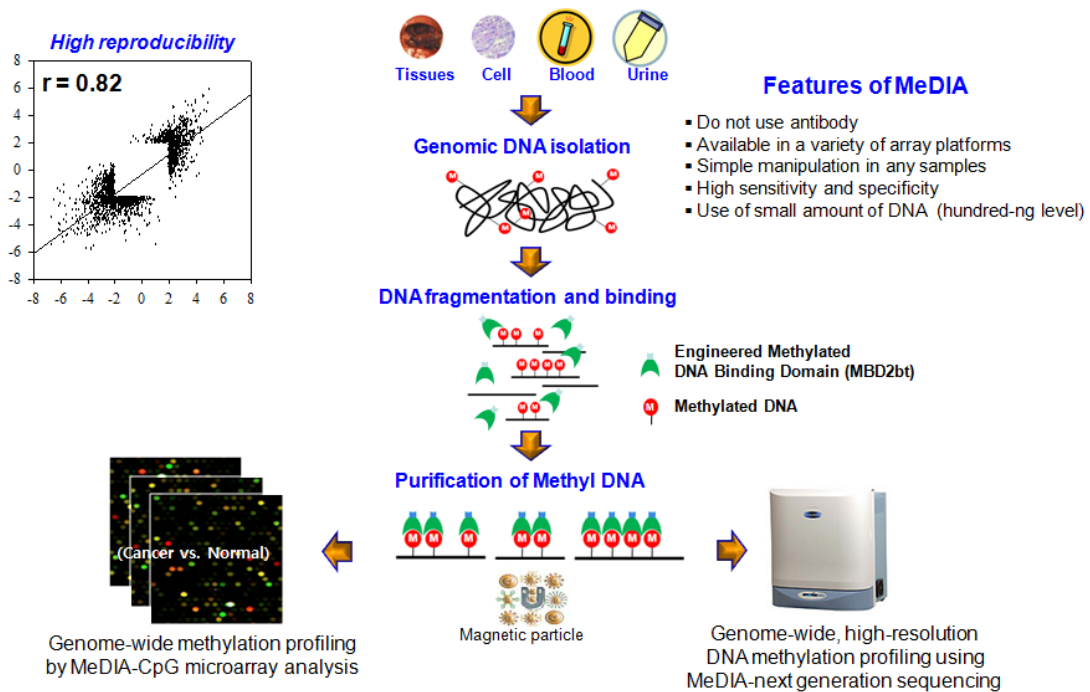 High reproducibility
r = 0.82
8
6
4
2
0
-2
-4
-6
-8
-8 -6 -4 -2 0 2 4 6 8
Tissues Cell Blood Urine
Genomic DNA isolation
M M M M M
Features of MeDIA
▪ Do not use antibody
▪ Available in a variety of array platforms
▪ Simple manipulation in any samples
▪ High sensitivity and specificity
▪ Use of small amount of DNA (hundred-ng level)
DNA fragmentation and binding
M M M
M M M M
M M
Engineered Methylated
DNA Binding Domain (MBD2bt)
M Methylated DNA
Purification of Methyl DNA
M M M M M M M M M
Magnetic particle
(Cancer vs. Normal)
Genome-wide methylation profiling
by MeDIA-CpG microarray analysis
Genome-wide, high-resolution
DNA methylation profiling using
MeDIA-next generation sequencing